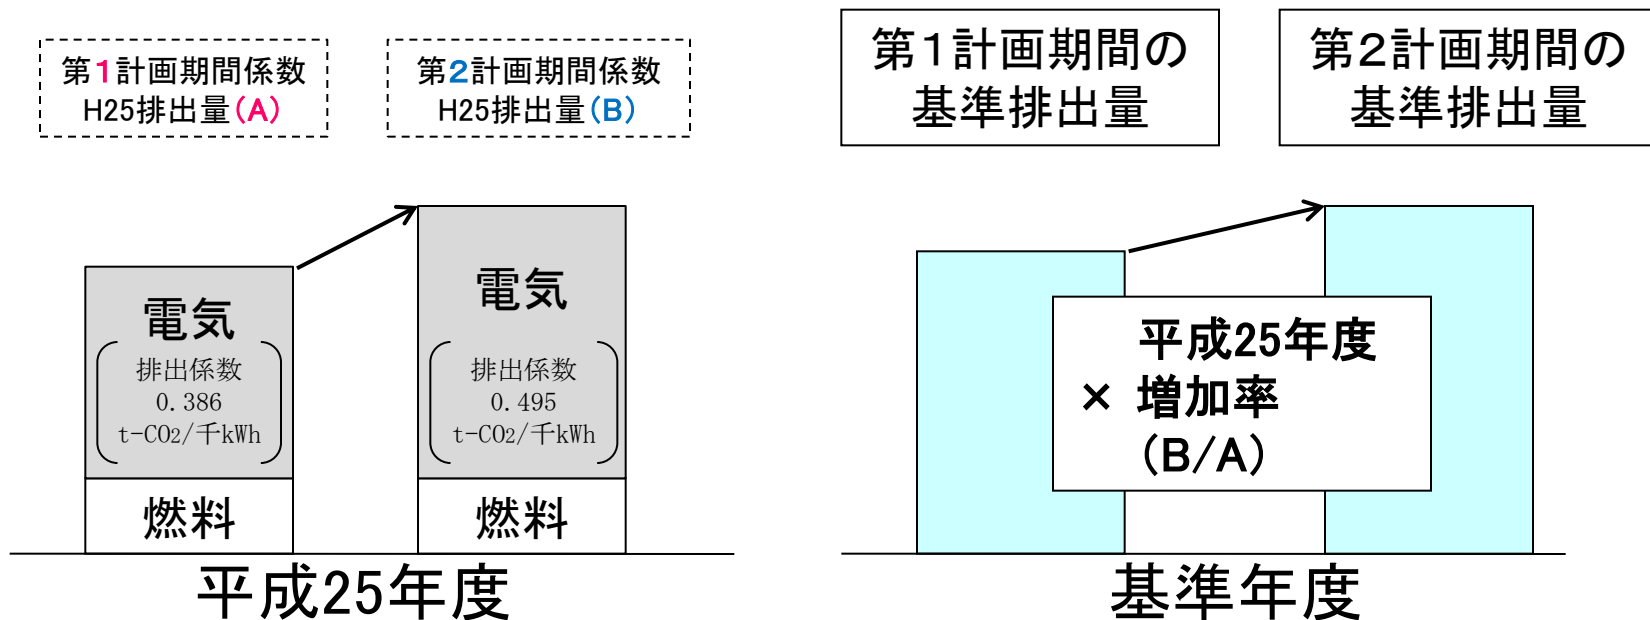 第1計画期間係数
H25排出量(A)
第2計画期間係数
H25排出量(B)
第1計画期間の
基準排出量
第2計画期間の
基準排出量
電気
排出係数
0.386
t-CO2/千kWh
燃料
電気
排出係数
0.495
t-CO2/千kWh
燃料
平成25年度
平成25年度
× 増加率
(B/A)
基準年度